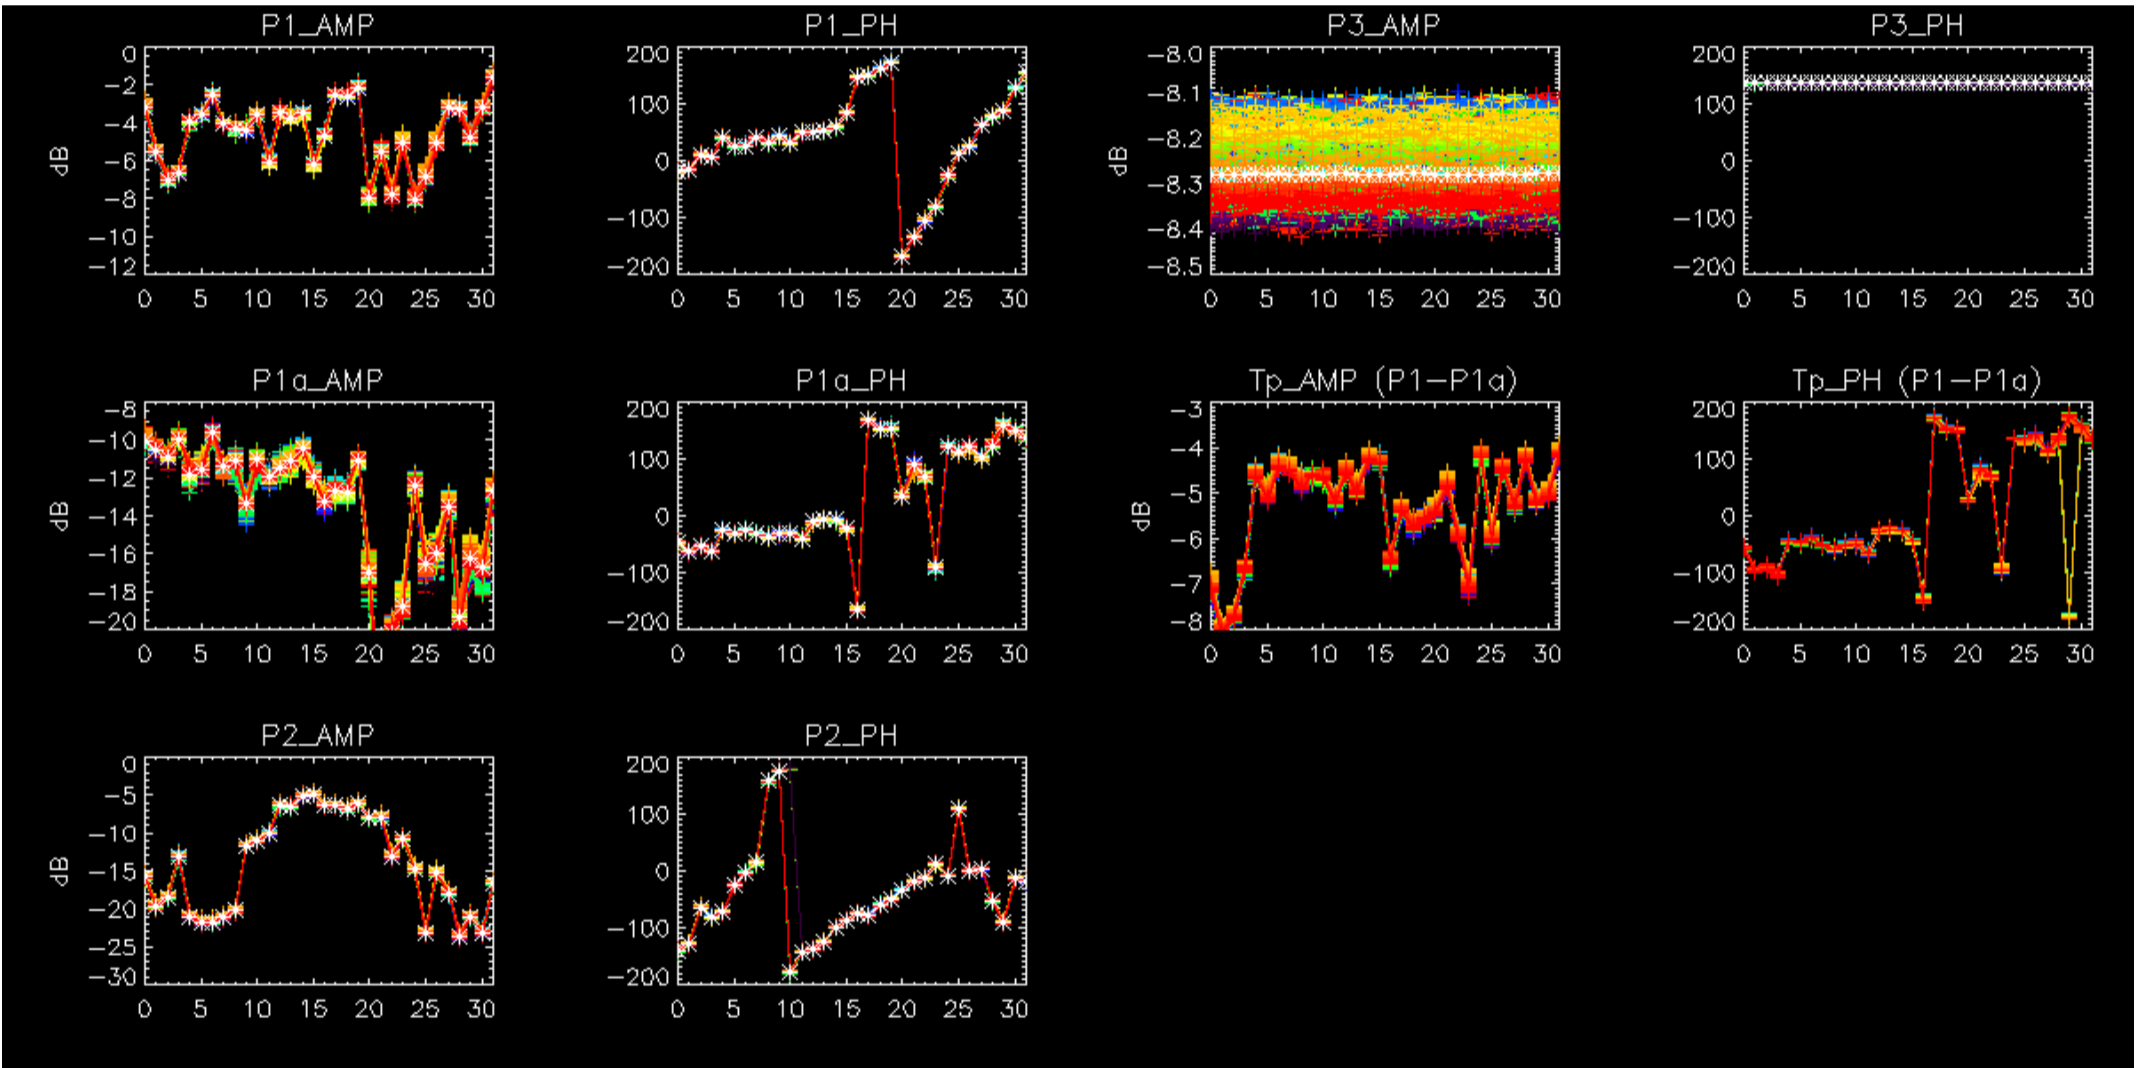 P1_AMP
0
-2
-4
-6
-8
-10
-12
dB
0 5 10 15 20 25 30
P1_PH
200
100
0
-100
-200
0 5 10 15 20 25 30
P3_AMP
-8.0
-8.1
-8.2
-8.3
-8.4
-8.5
dB
0 5 10 15 20 25 30
P3_PH
200
100
0
-100
-200
0 5 10 15 20 25 30
P1a_AMP
-8
-10
-12
-14
-16
-18
-20
dB
0 5 10 15 20 25 30
P1a_PH
200
100
0
-100
-200
0 5 10 15 20 25 30
Tp_AMP (P1-P1a)
-3
-4
-5
-6
-7
-8
dB
0 5 10 15 20 25 30
Tp_PH (P1-P1a)
200
100
0
-100
-200
0 5 10 15 20 25 30
P2_AMP
0
-5
-10
-15
-20
-25
-30
dB
0 5 10 15 20 25 30
P2_PH
200
100
0
-100
-200
0 5 10 15 20 25 30